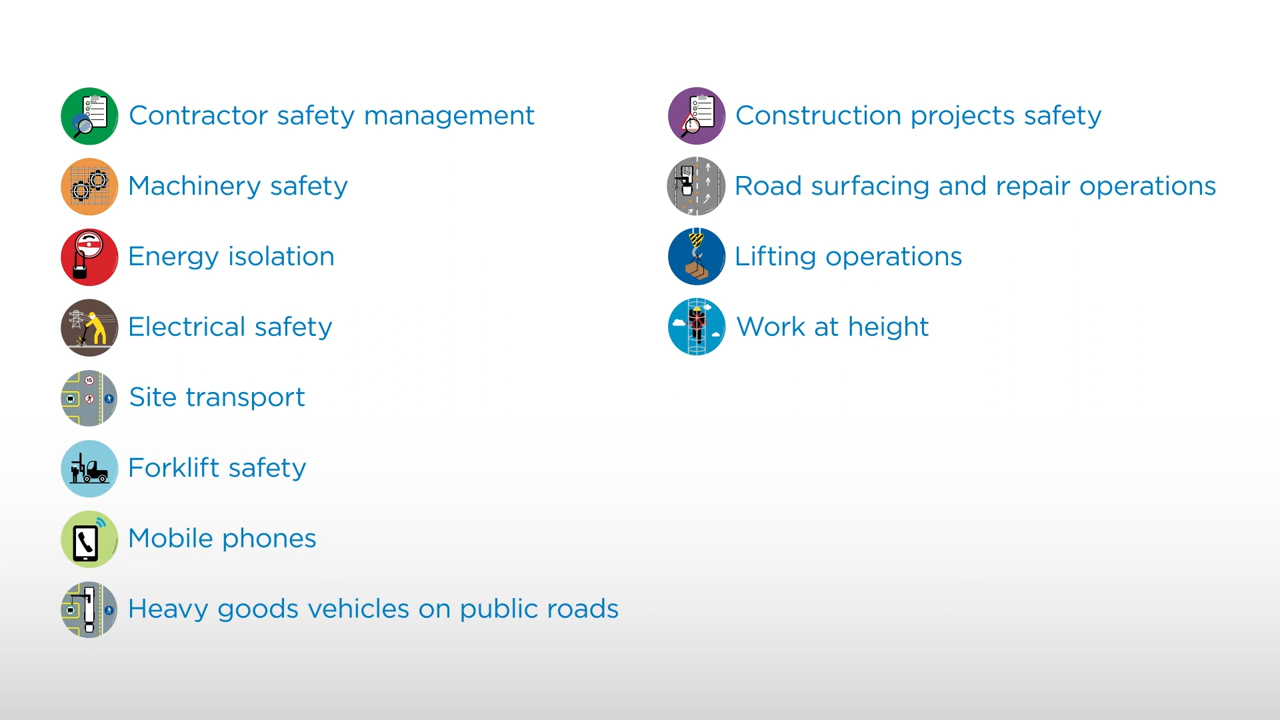 Contractor safety management
Machinery safety
Energy isolation
Electrical safety
Site transport
Forklift safety
Mobile phones
Heavy goods vehicles on public roads
Construction projects safety
Road surfacing and repair operations
Lifting operations
Work at height